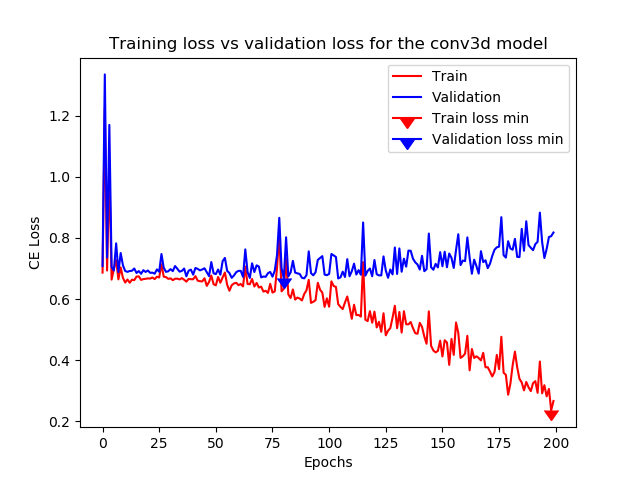 Training loss vs validation loss for the conv3d model
Train
Validation
Train loss min
Validation loss min
CE Loss
1.2
1.0
0.8
0.6
0.4
0.2
0 25 50 75 100 125 150 175 200
Epochs